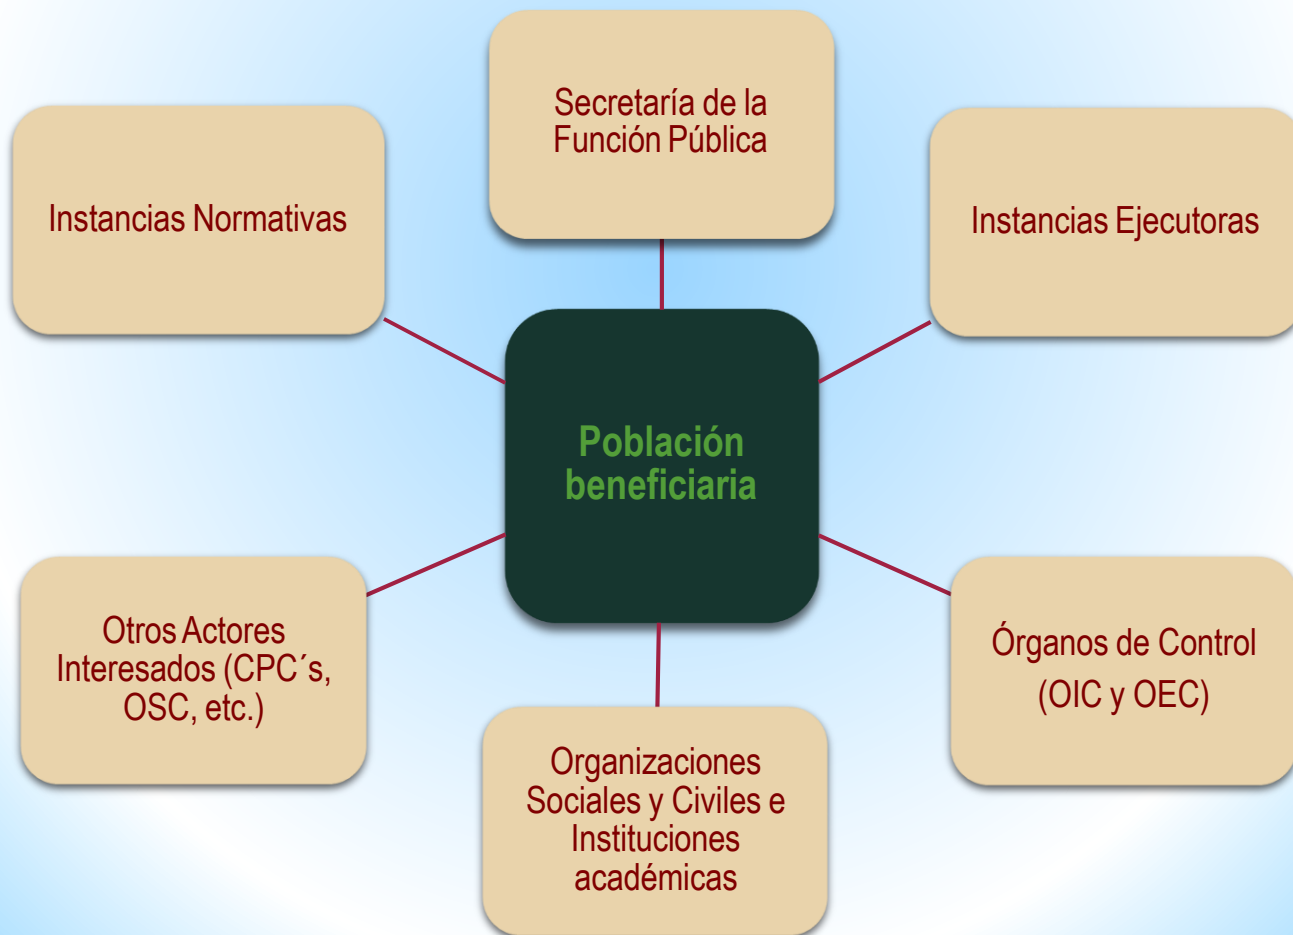 Secretaría de la
Función Pública
Instancias Normativas
Instancias Ejecutoras
Población
beneficiaria
Otros Actores
Interesados (CPC´s,
OSC, etc.)
Órganos de Control
(OIC y OEC)
Organizaciones
Sociales y Civiles e
Instituciones
académicas